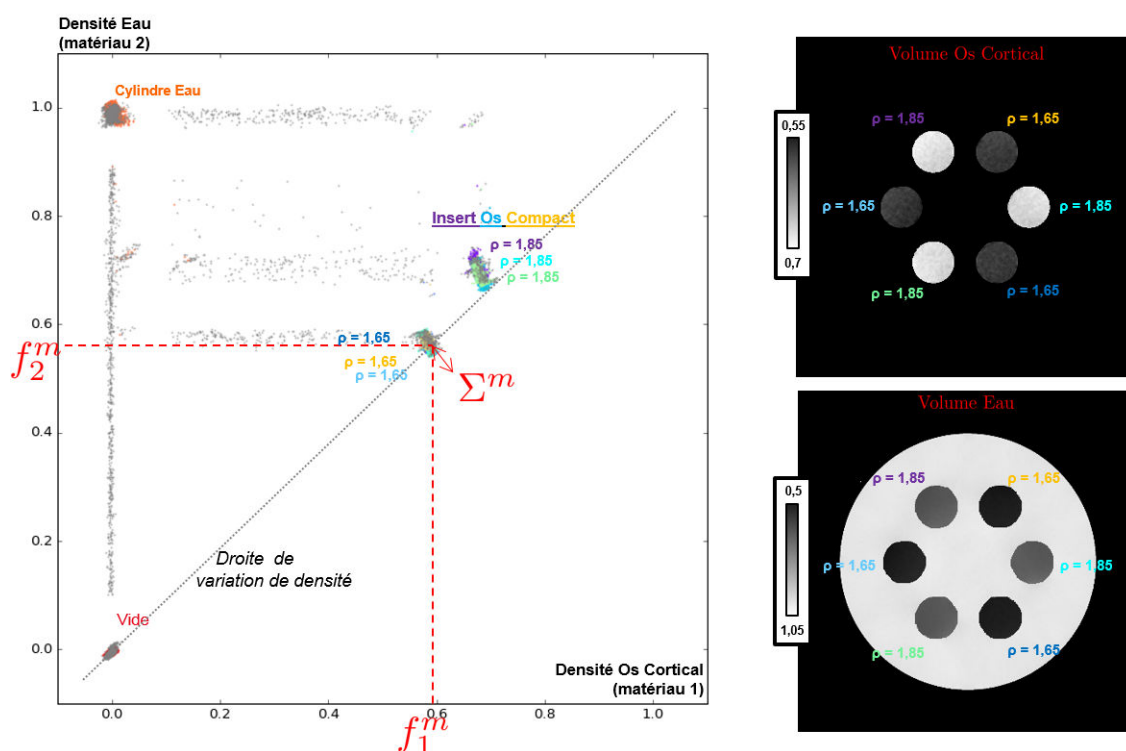 Densité Eau
(matériau 2)
1.0
0.8
0.6
0.4
0.2
0.0
Cylindre Eau
Insert Os Compact
ρ = 1,85
ρ = 1,85
ρ = 1,85
ρ = 1,65
ρ = 1,65
ρ = 1,65
f₂ᵐ
Σᵐ
Droite de
variation de densité
Vide
Densité Os Cortical
(matériau 1)
0.0 0.2 0.4 0.6 0.8 1.0
f₁ᵐ
Volume Os Cortical
0,55
0,7
ρ = 1,85 ρ = 1,65
ρ = 1,65 ρ = 1,85
ρ = 1,85 ρ = 1,65
Volume Eau
0,5
1,05
ρ = 1,85 ρ = 1,65
ρ = 1,65 ρ = 1,85
ρ = 1,85 ρ = 1,65